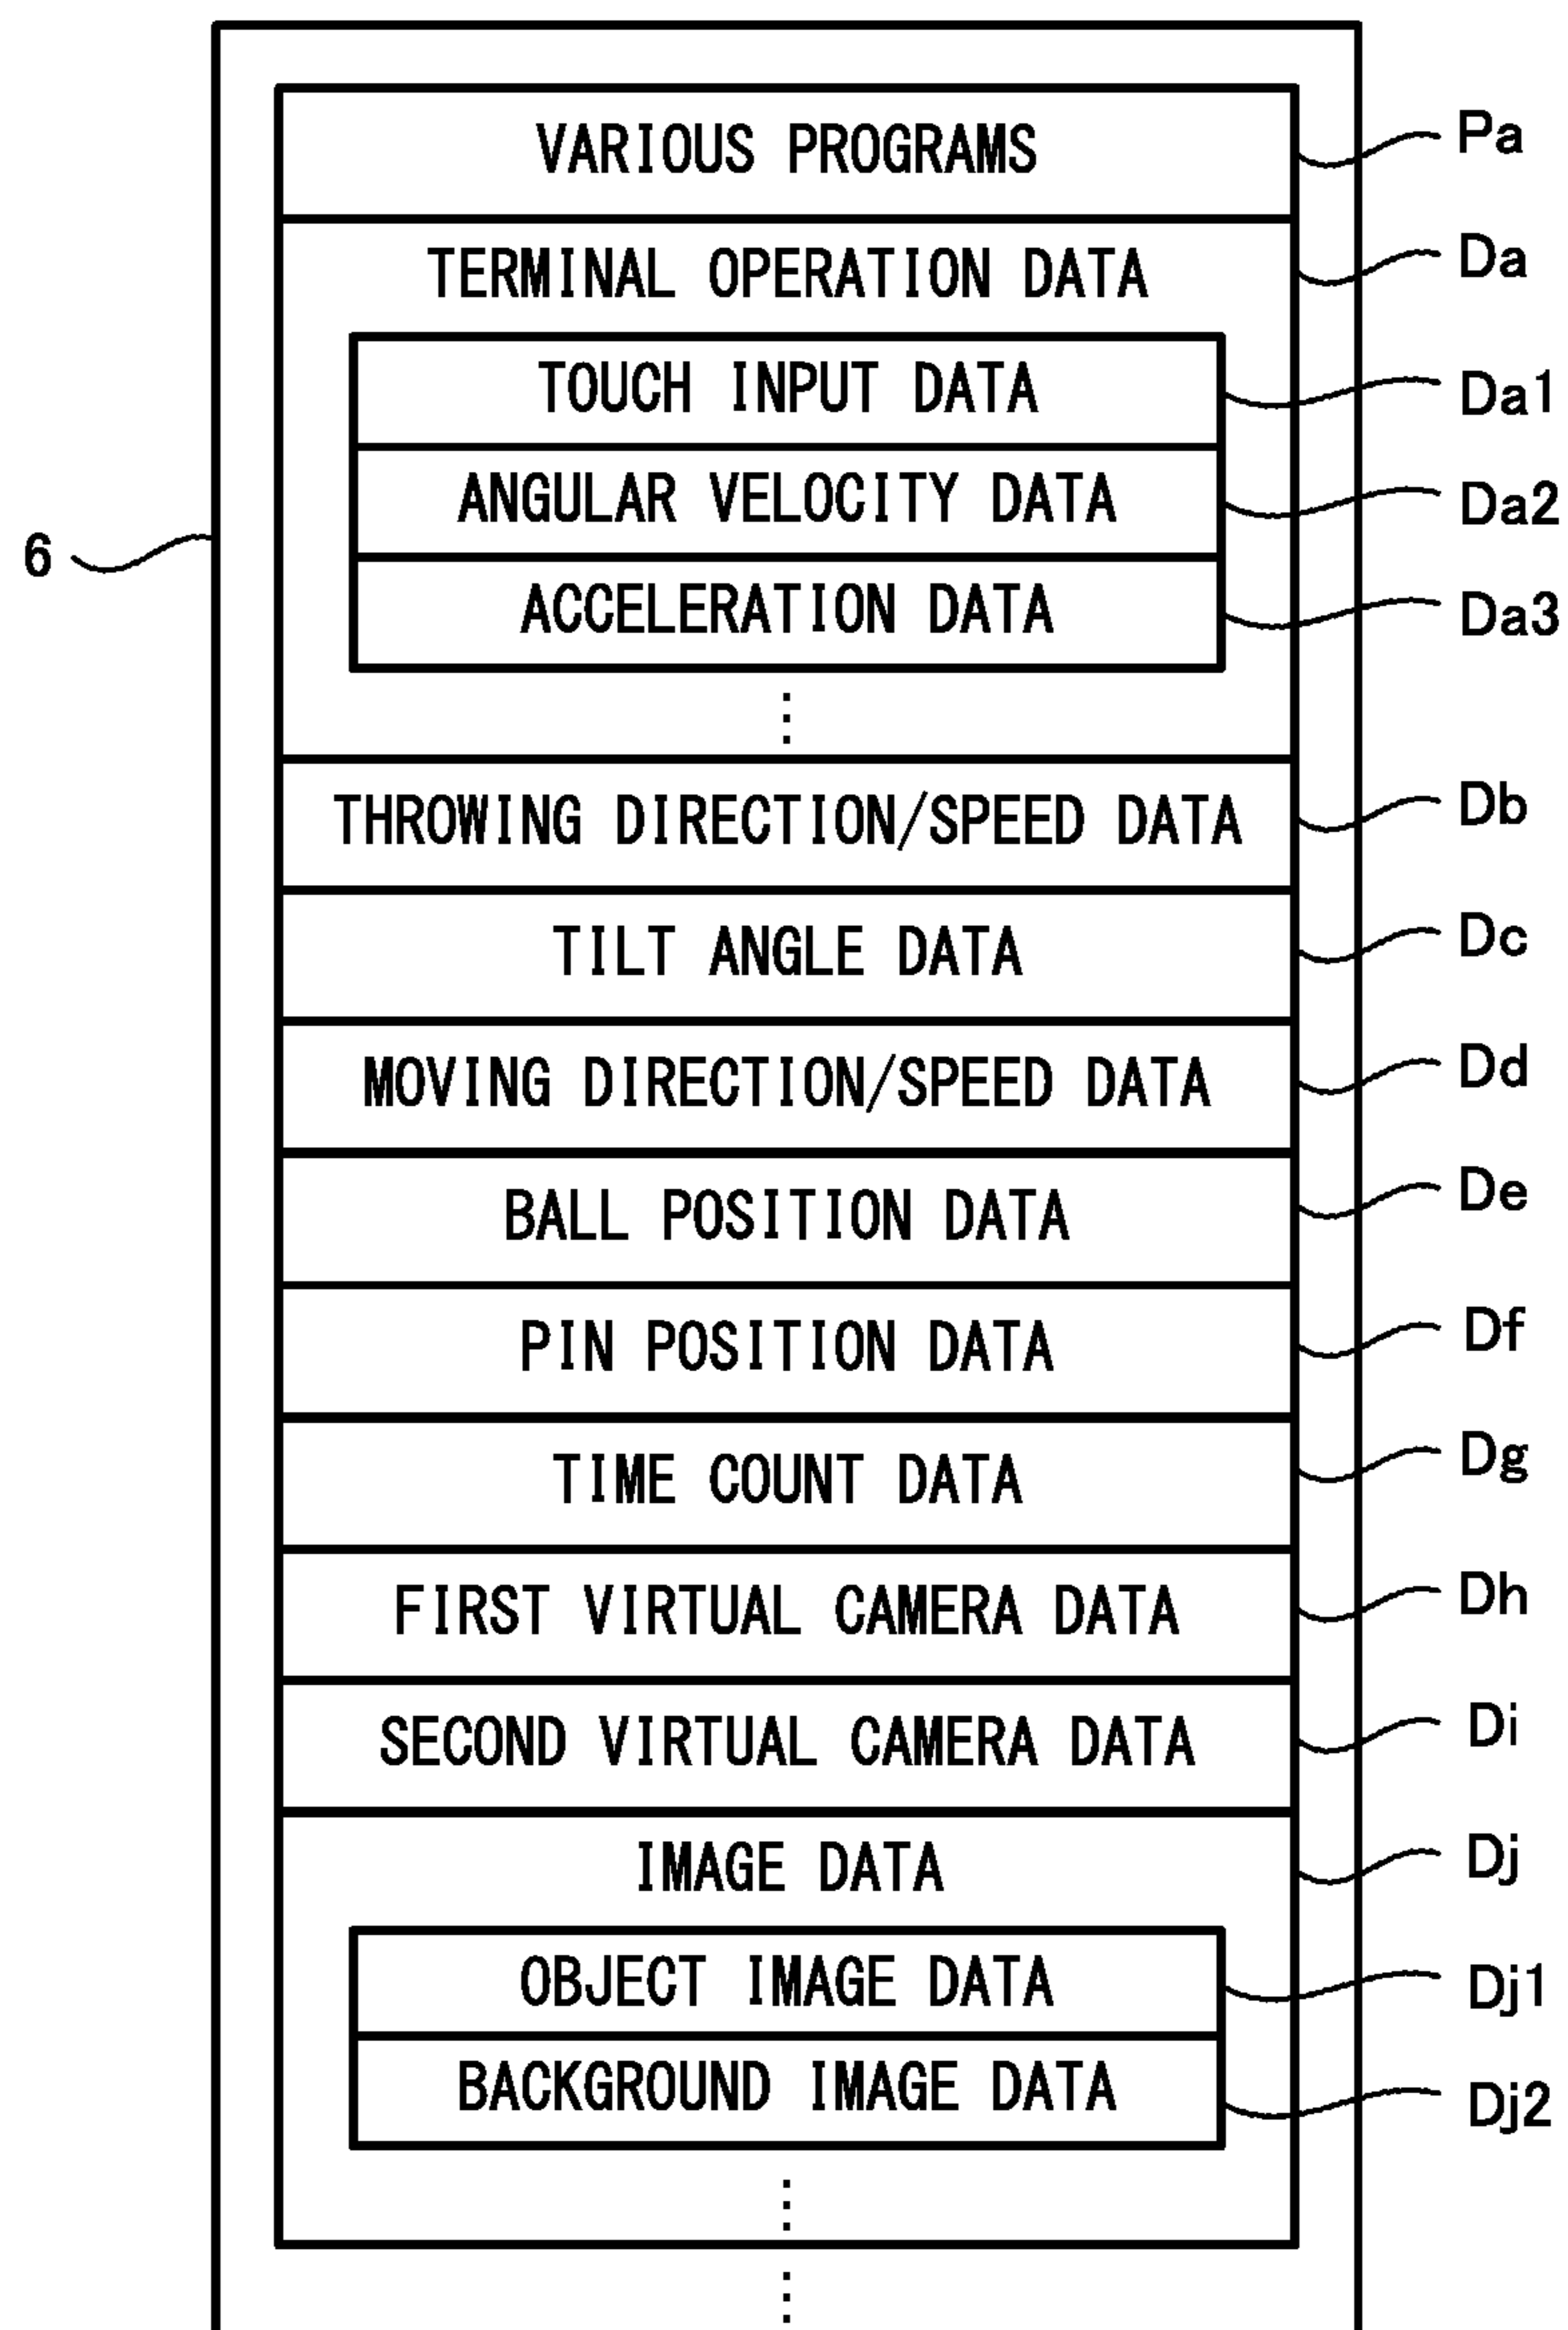 VARIOUS PROGRAMS Pa
TERMINAL OPERATION DATA Da
TOUCH INPUT DATA Da1
ANGULAR VELOCITY DATA Da2
6
ACCELERATION DATA Da3
THROWING DIRECTION/SPEED DATA Db
TILT ANGLE DATA Dc
MOVING DIRECTION/SPEED DATA Dd
BALL POSITION DATA De
PIN POSITION DATA Df
TIME COUNT DATA Dg
FIRST VIRTUAL CAMERA DATA Dh
SECOND VIRTUAL CAMERA DATA Di
IMAGE DATA Dj
OBJECT IMAGE DATA Dj1
BACKGROUND IMAGE DATA Dj2